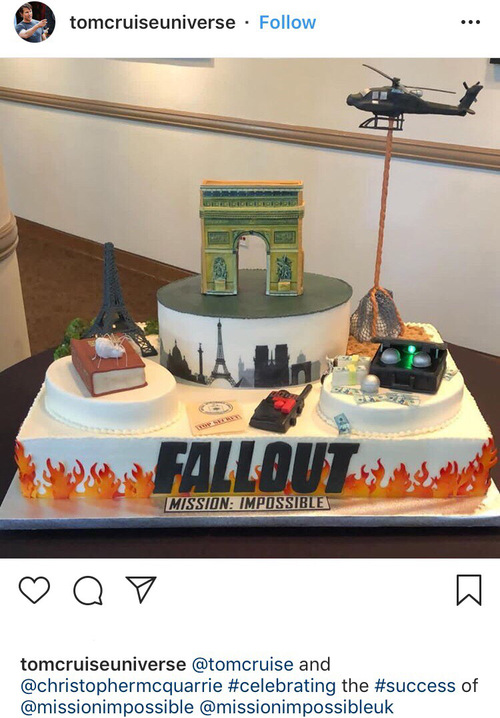 tomcruiseuniverse · Follow
TOP SECRET
FALLOUT
MISSION: IMPOSSIBLE
tomcruiseuniverse @tomcruise and
@christophermcquarrie #celebrating the #success of
@missionimpossible @missionimpossibleuk